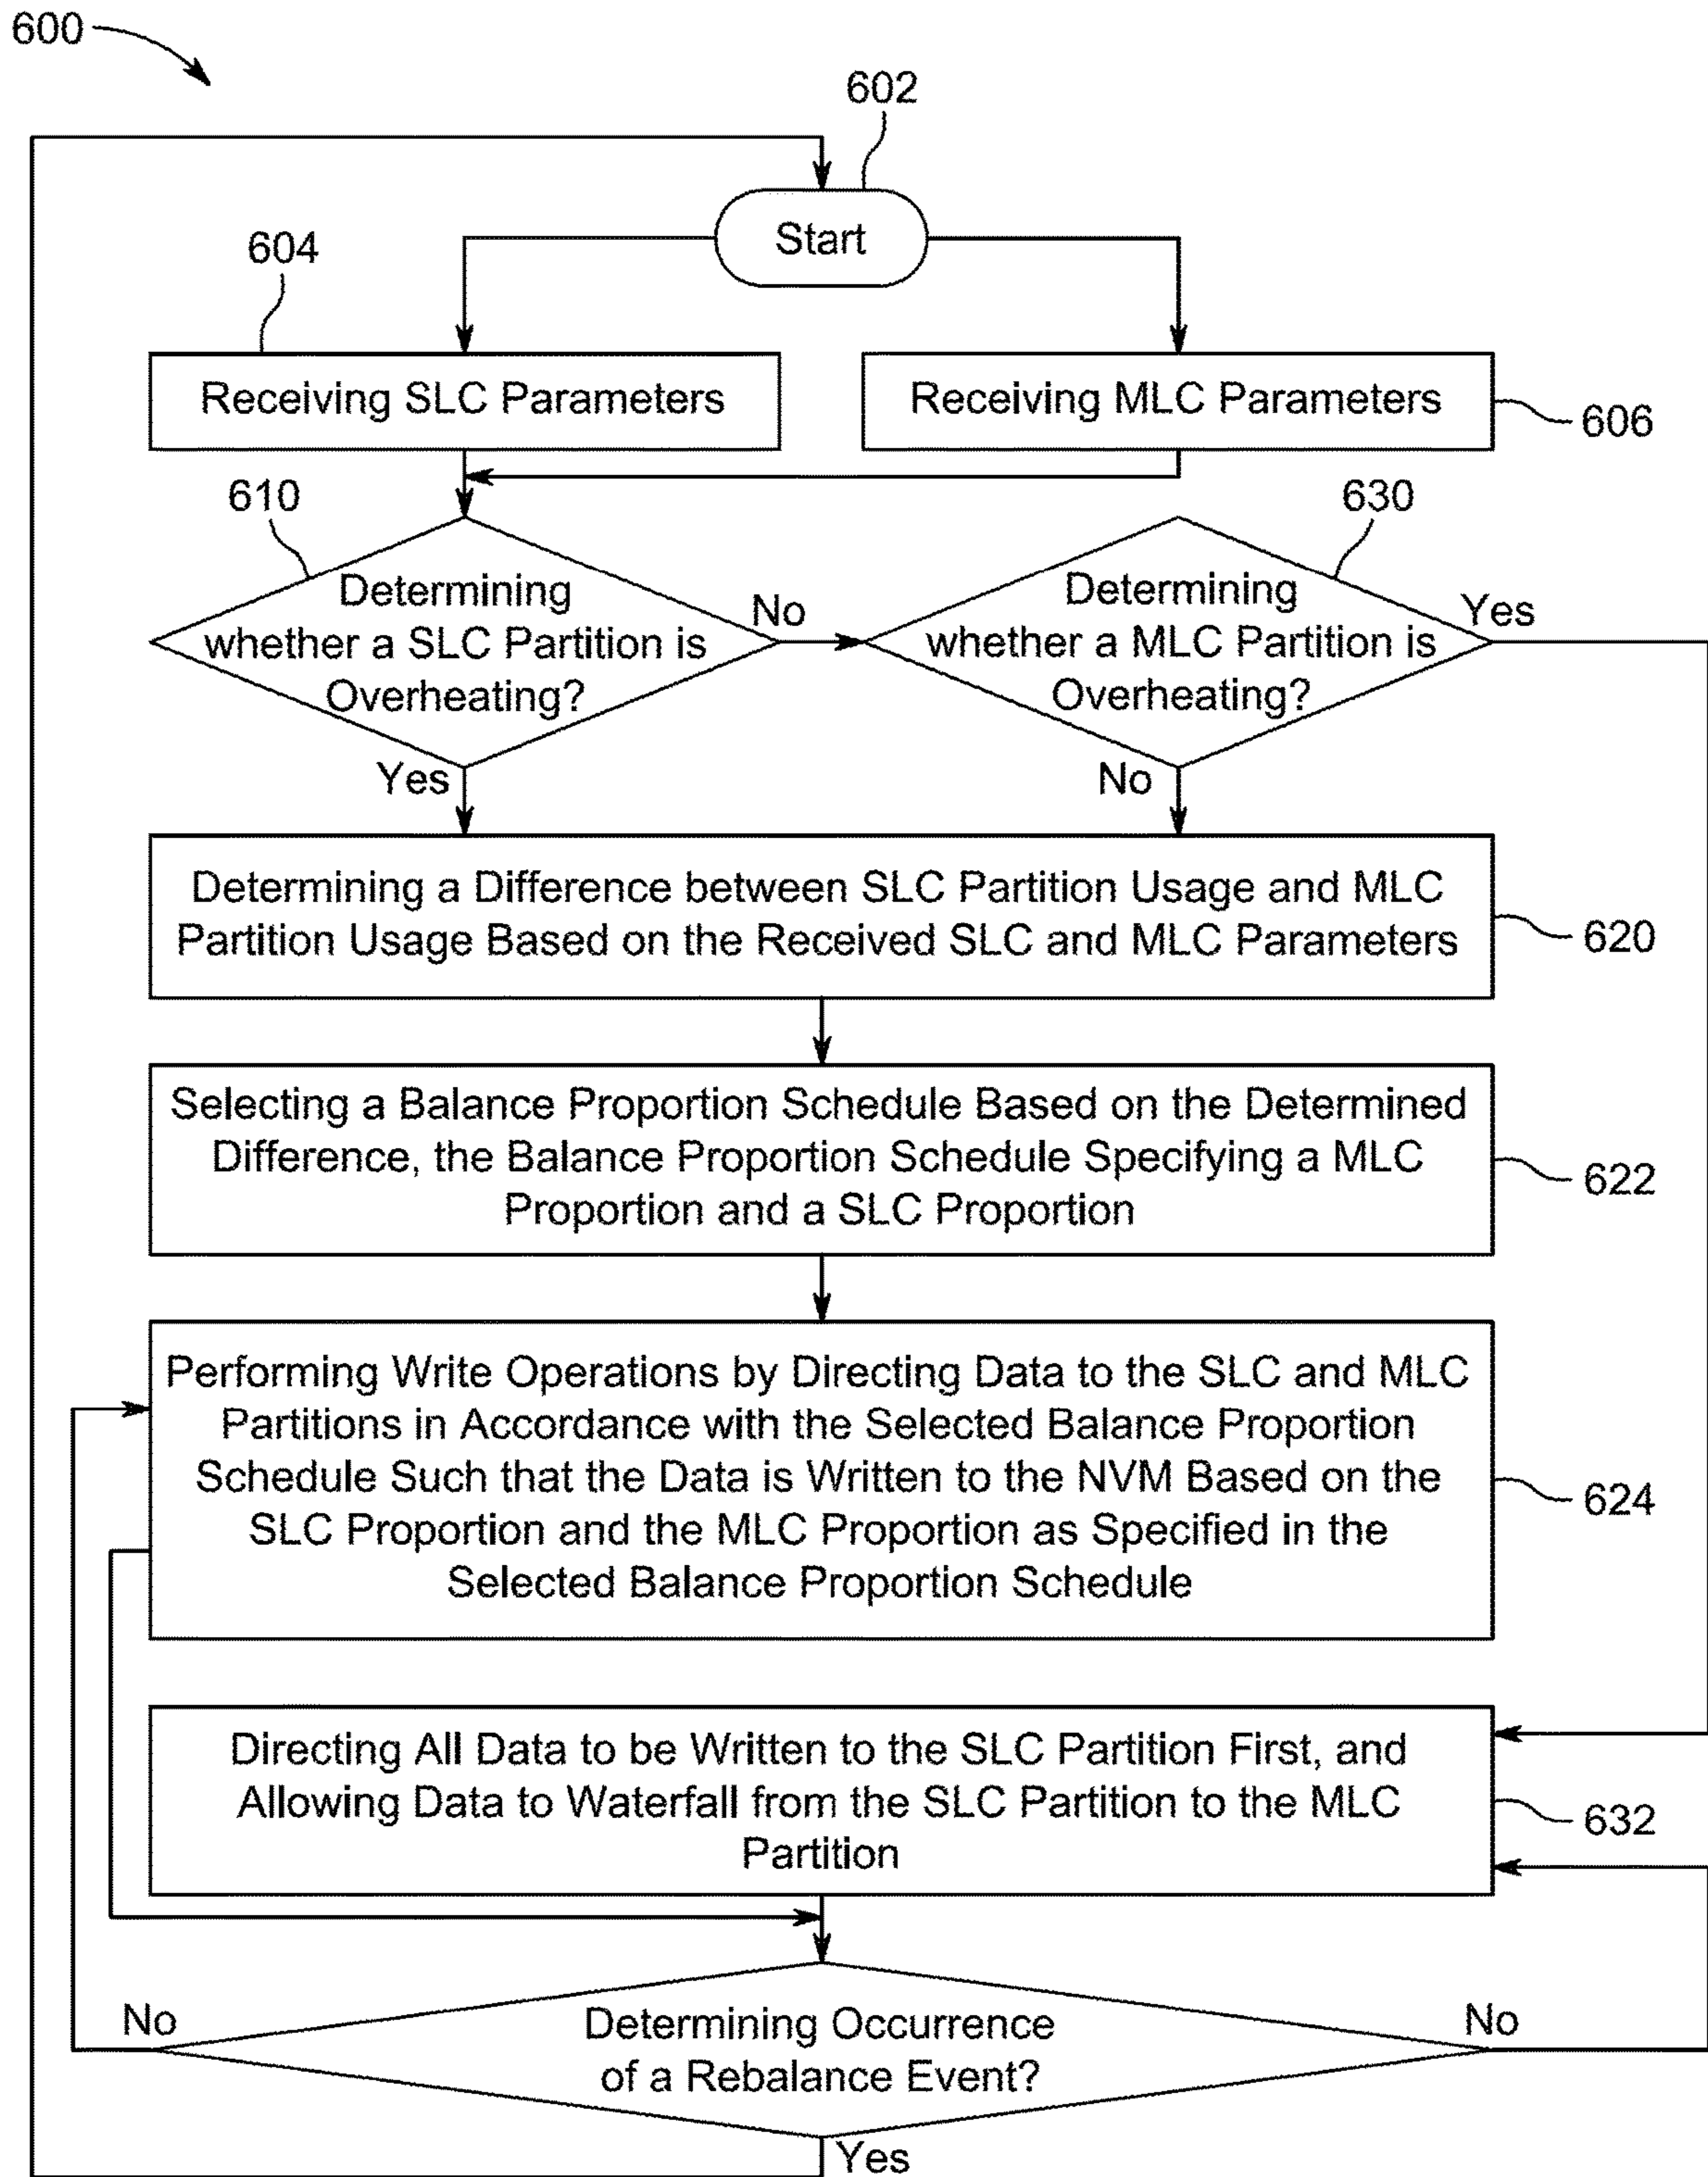 600
602
Start
604
Receiving SLC Parameters
Receiving MLC Parameters
606
610
Determining
whether a SLC Partition is
Overheating?
No
Yes
630
Determining
whether a MLC Partition is
Overheating?
Yes
No
Determining a Difference between SLC Partition Usage and MLC
Partition Usage Based on the Received SLC and MLC Parameters
620
Selecting a Balance Proportion Schedule Based on the Determined
Difference, the Balance Proportion Schedule Specifying a MLC
Proportion and a SLC Proportion
622
Performing Write Operations by Directing Data to the SLC and MLC
Partitions in Accordance with the Selected Balance Proportion
Schedule Such that the Data is Written to the NVM Based on the
SLC Proportion and the MLC Proportion as Specified in the
Selected Balance Proportion Schedule
624
Directing All Data to be Written to the SLC Partition First, and
Allowing Data to Waterfall from the SLC Partition to the MLC
Partition
632
No
Determining Occurrence
of a Rebalance Event?
No
Yes